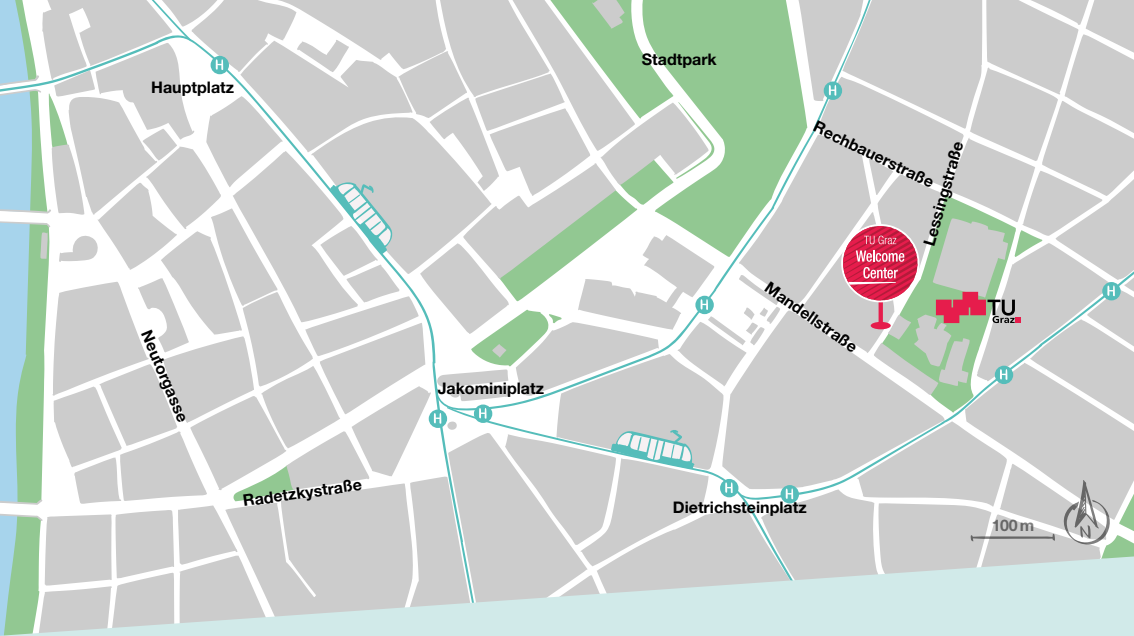 Stadtpark
H
Hauptplatz
H
Rechbauerstraße
Lessingstraße
TU Graz
Welcome
Center
H
H
Mandellstraße
TU
Graz
Neutorgasse
H
Jakominiplatz
H
H
Radetzkystraße
H
H
Dietrichsteinplatz
100 m
N